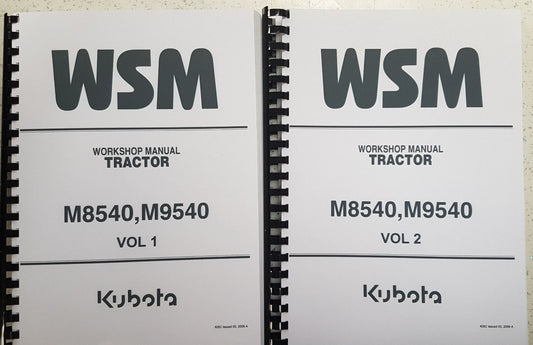 WSM
WORKSHOP MANUAL
TRACTOR
M8540,M9540
VOL 1
Kubota
WSM
WORKSHOP MANUAL
TRACTOR
M8540,M9540
VOL 2
Kubota